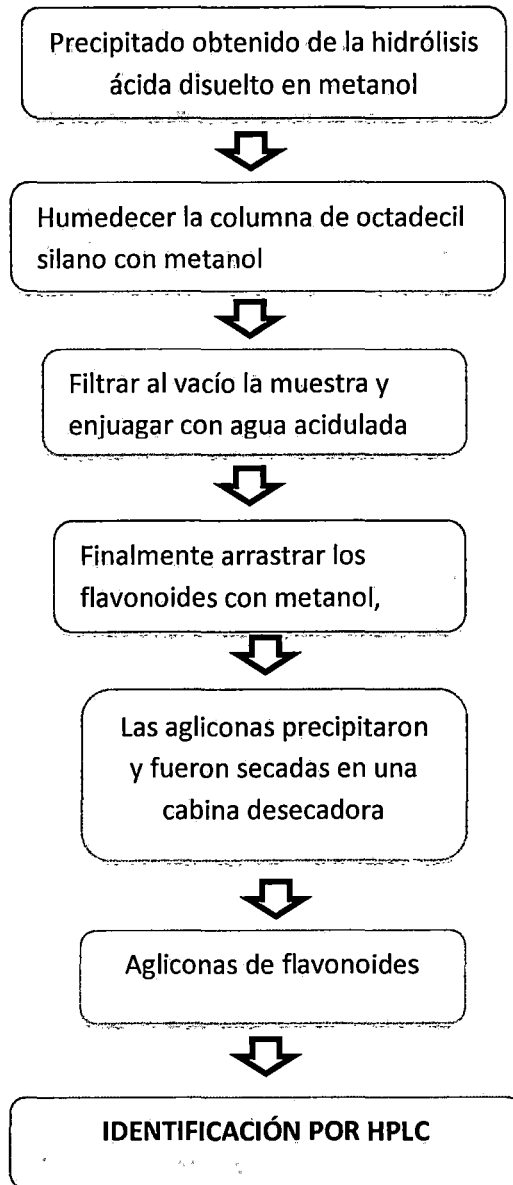 Precipitado obtenido de la hidrólisis
ácida disuelto en metanol
Humedecer la columna de octadecil
silano con metanol
Filtrar al vacío la muestra y
enjuagar con agua acidulada
Finalmente arrastrar los
flavonoides con metanol,
Las agliconas precipitaron
y fueron secadas en una
cabina desecadora
Agliconas de flavonoides
IDENTIFICACIÓN POR HPLC